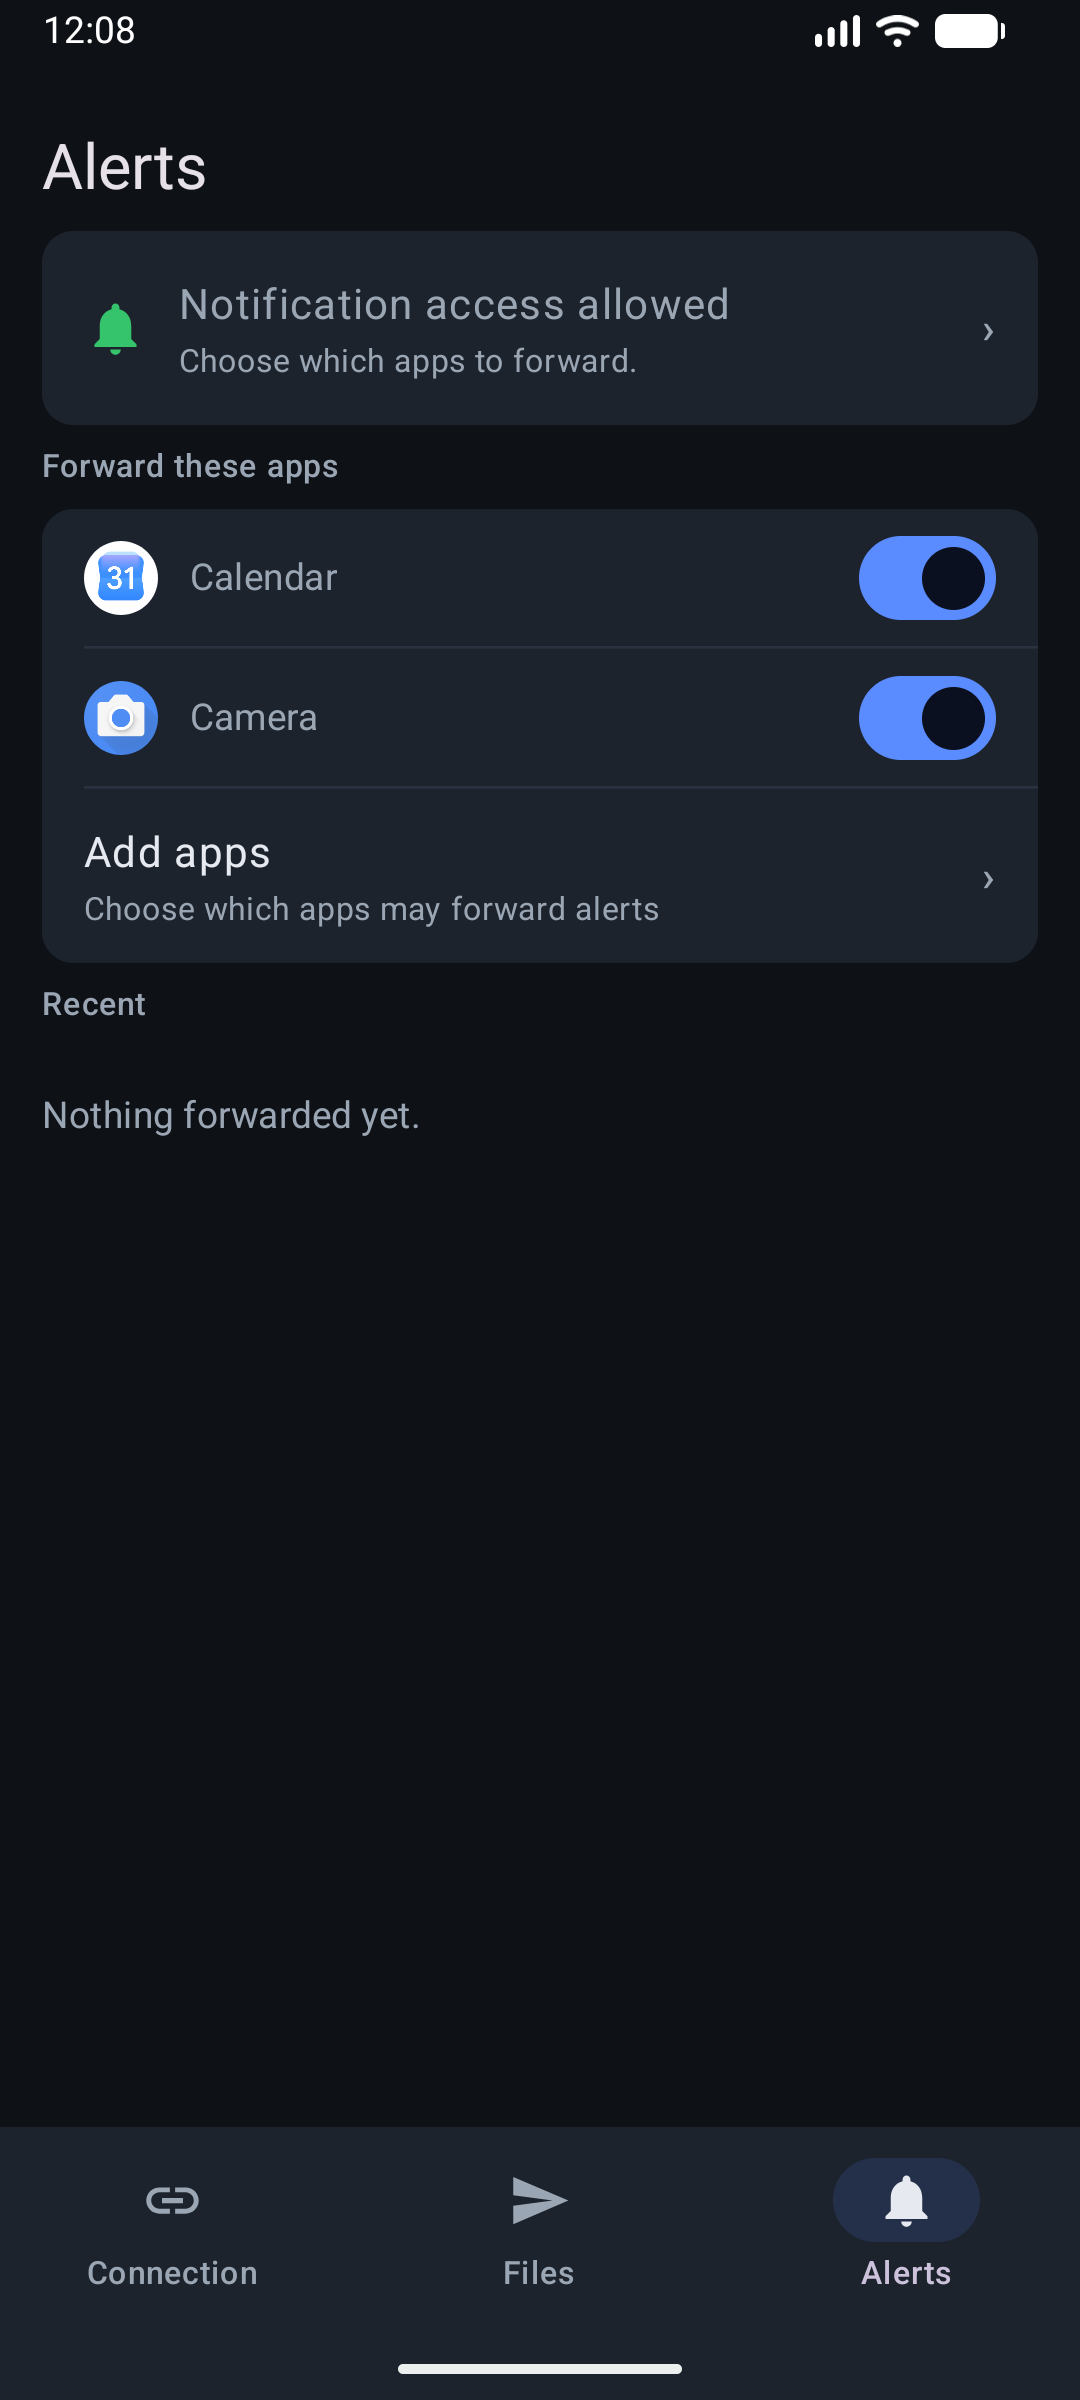 12:08
Alerts
Notification access allowed
Choose which apps to forward.
Forward these apps
31
Calendar
Camera
Add apps
Choose which apps may forward alerts
Recent
Nothing forwarded yet.
Connection
Files
Alerts